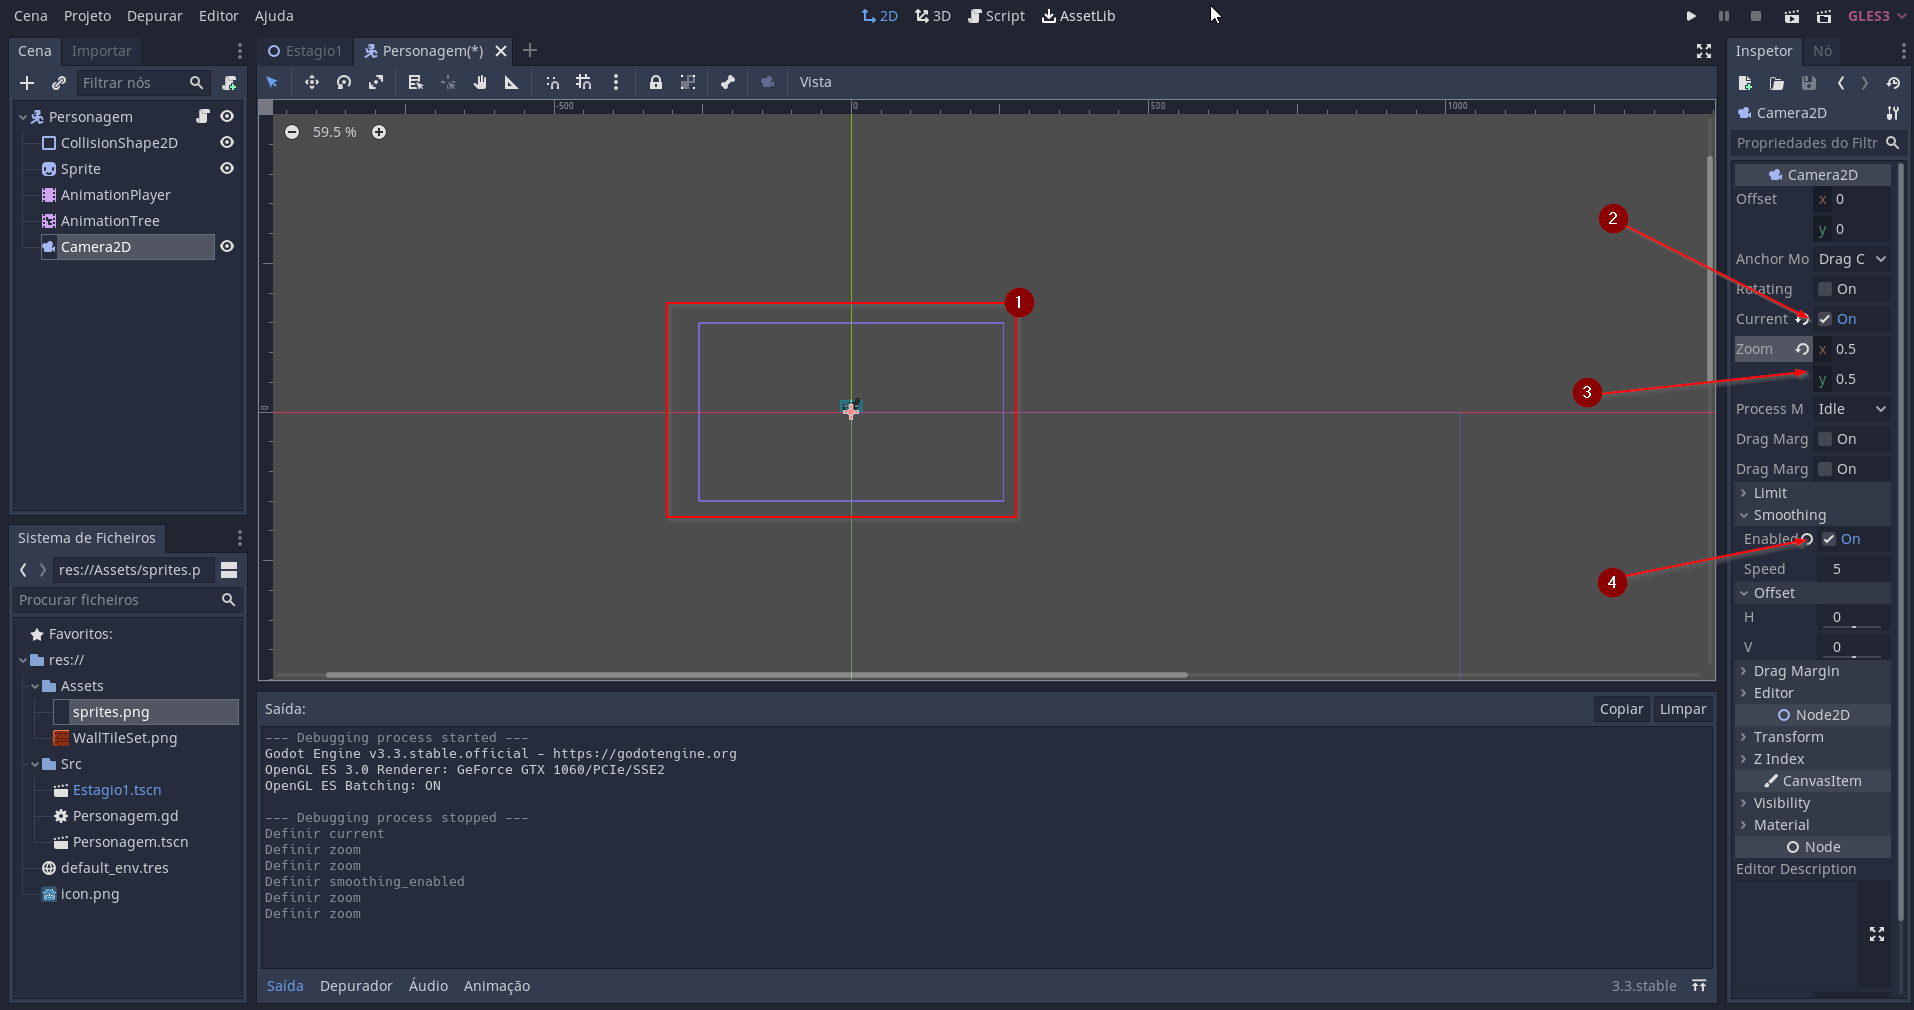 Cena Projeto Depurar Editor Ajuda
2D 3D Script AssetLib
GLES3
Cena Importar
Filtrar nós
Personagem
CollisionShape2D
Sprite
AnimationPlayer
AnimationTree
Camera2D
Sistema de Ficheiros
res://Assets/sprites.p
Procurar ficheiros
Favoritos:
res://
Assets
sprites.png
WallTileSet.png
Src
Estagio1.tscn
Personagem.gd
Personagem.tscn
default_env.tres
icon.png
Estagio1 Personagem(*)
Vista
-500 0 500 1000
59.5 %
0
1
2
3
4
Saída: Copiar Limpar
--- Debugging process started ---
Godot Engine v3.3.stable.official - https://godotengine.org
OpenGL ES 3.0 Renderer: GeForce GTX 1060/PCIe/SSE2
OpenGL ES Batching: ON
--- Debugging process stopped ---
Definir current
Definir zoom
Definir zoom
Definir smoothing_enabled
Definir zoom
Definir zoom
Saída Depurador Áudio Animação 3.3.stable
Inspetor Nó
Camera2D
Propriedades do Filtr
Camera2D
Offset x 0
y 0
Anchor Mo Drag C
Rotating On
Current On
Zoom x 0.5
y 0.5
Process M Idle
Drag Marg On
Drag Marg On
Limit
Smoothing
Enabled On
Speed 5
Offset
H 0
V 0
Drag Margin
Editor
Node2D
Transform
Z Index
CanvasItem
Visibility
Material
Node
Editor Description